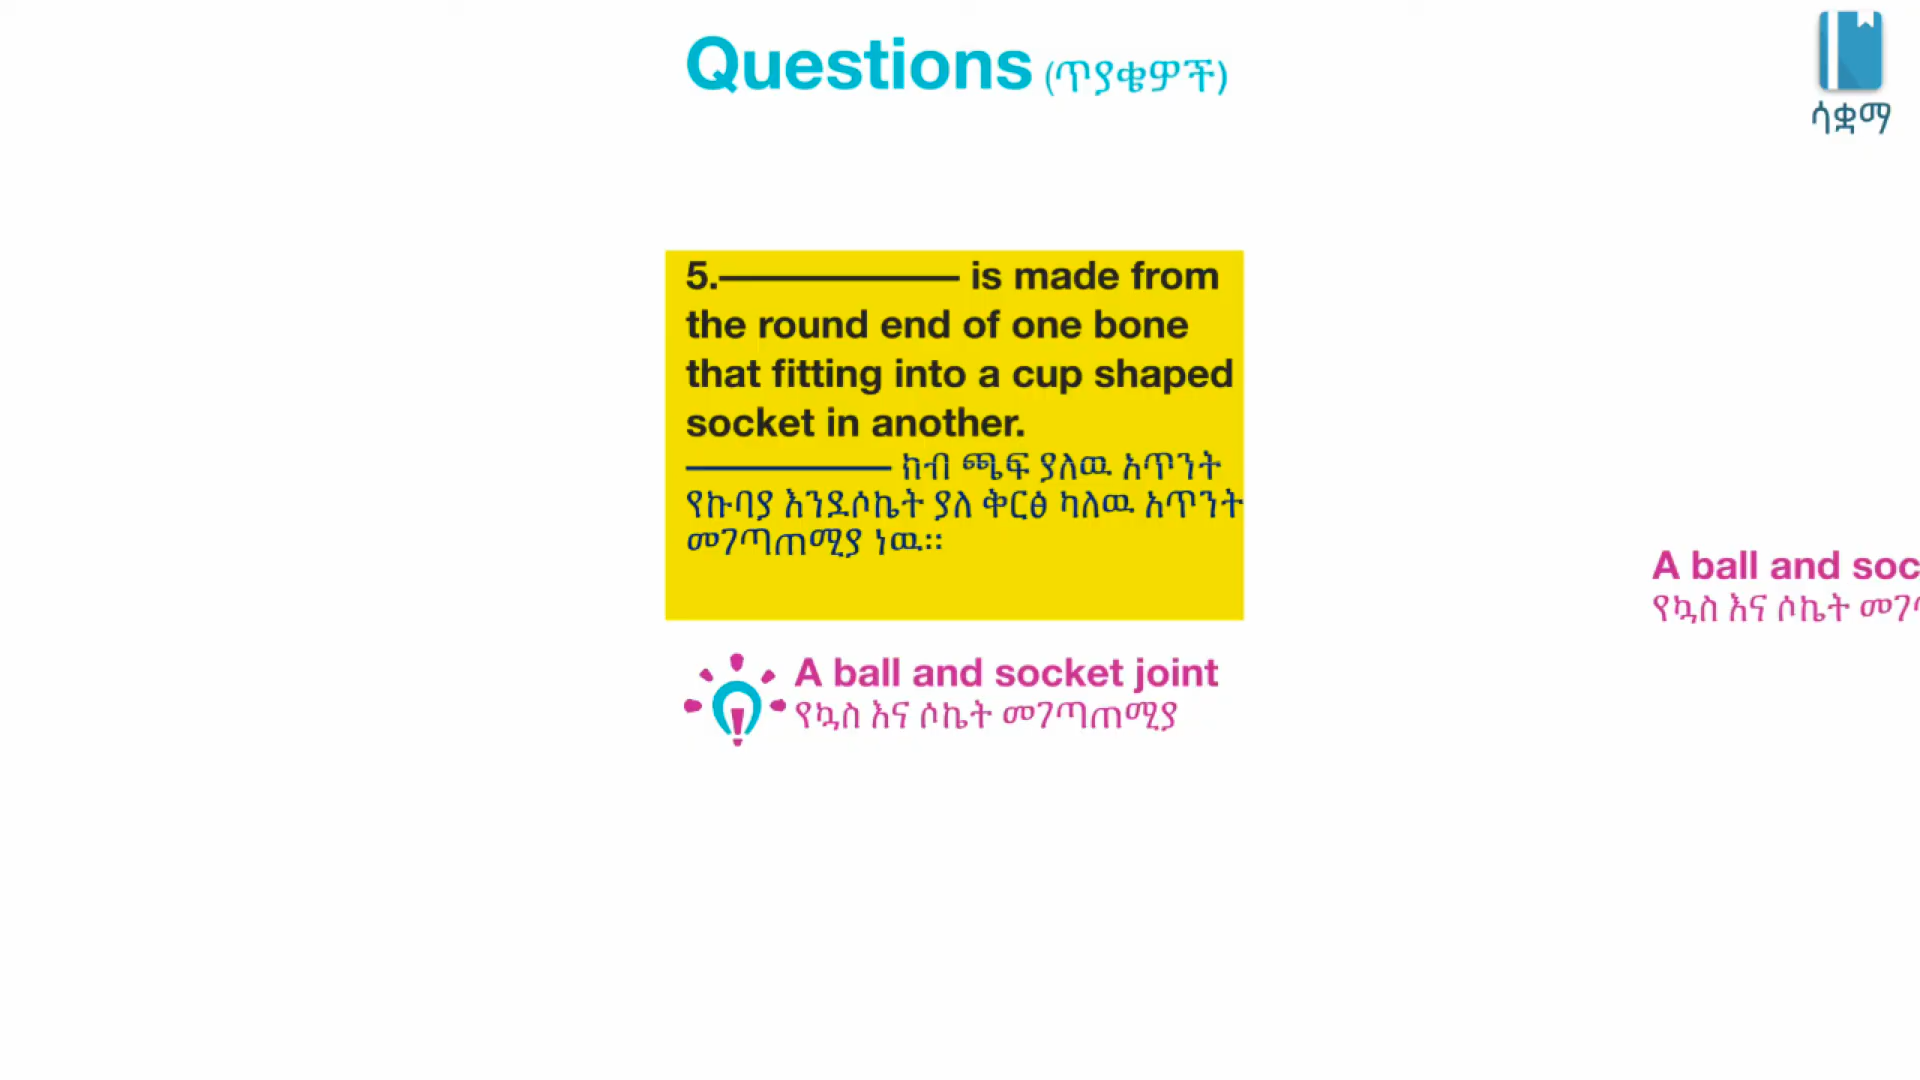 Questions (ጥያቄዎች)
ሳቋማ
5.—————— is made from
the round end of one bone
that fitting into a cup shaped
socket in another.
————— ክብ ጫፍ ያለዉ አጥንት
የኩባያ እንደሶኬት ያለ ቅርፅ ካለዉ አጥንት
መገጣጠሚያ ነዉ።
A ball and soc
የኳስ እና ሶኬት መገጣ
A ball and socket joint
የኳስ እና ሶኬት መገጣጠሚያ